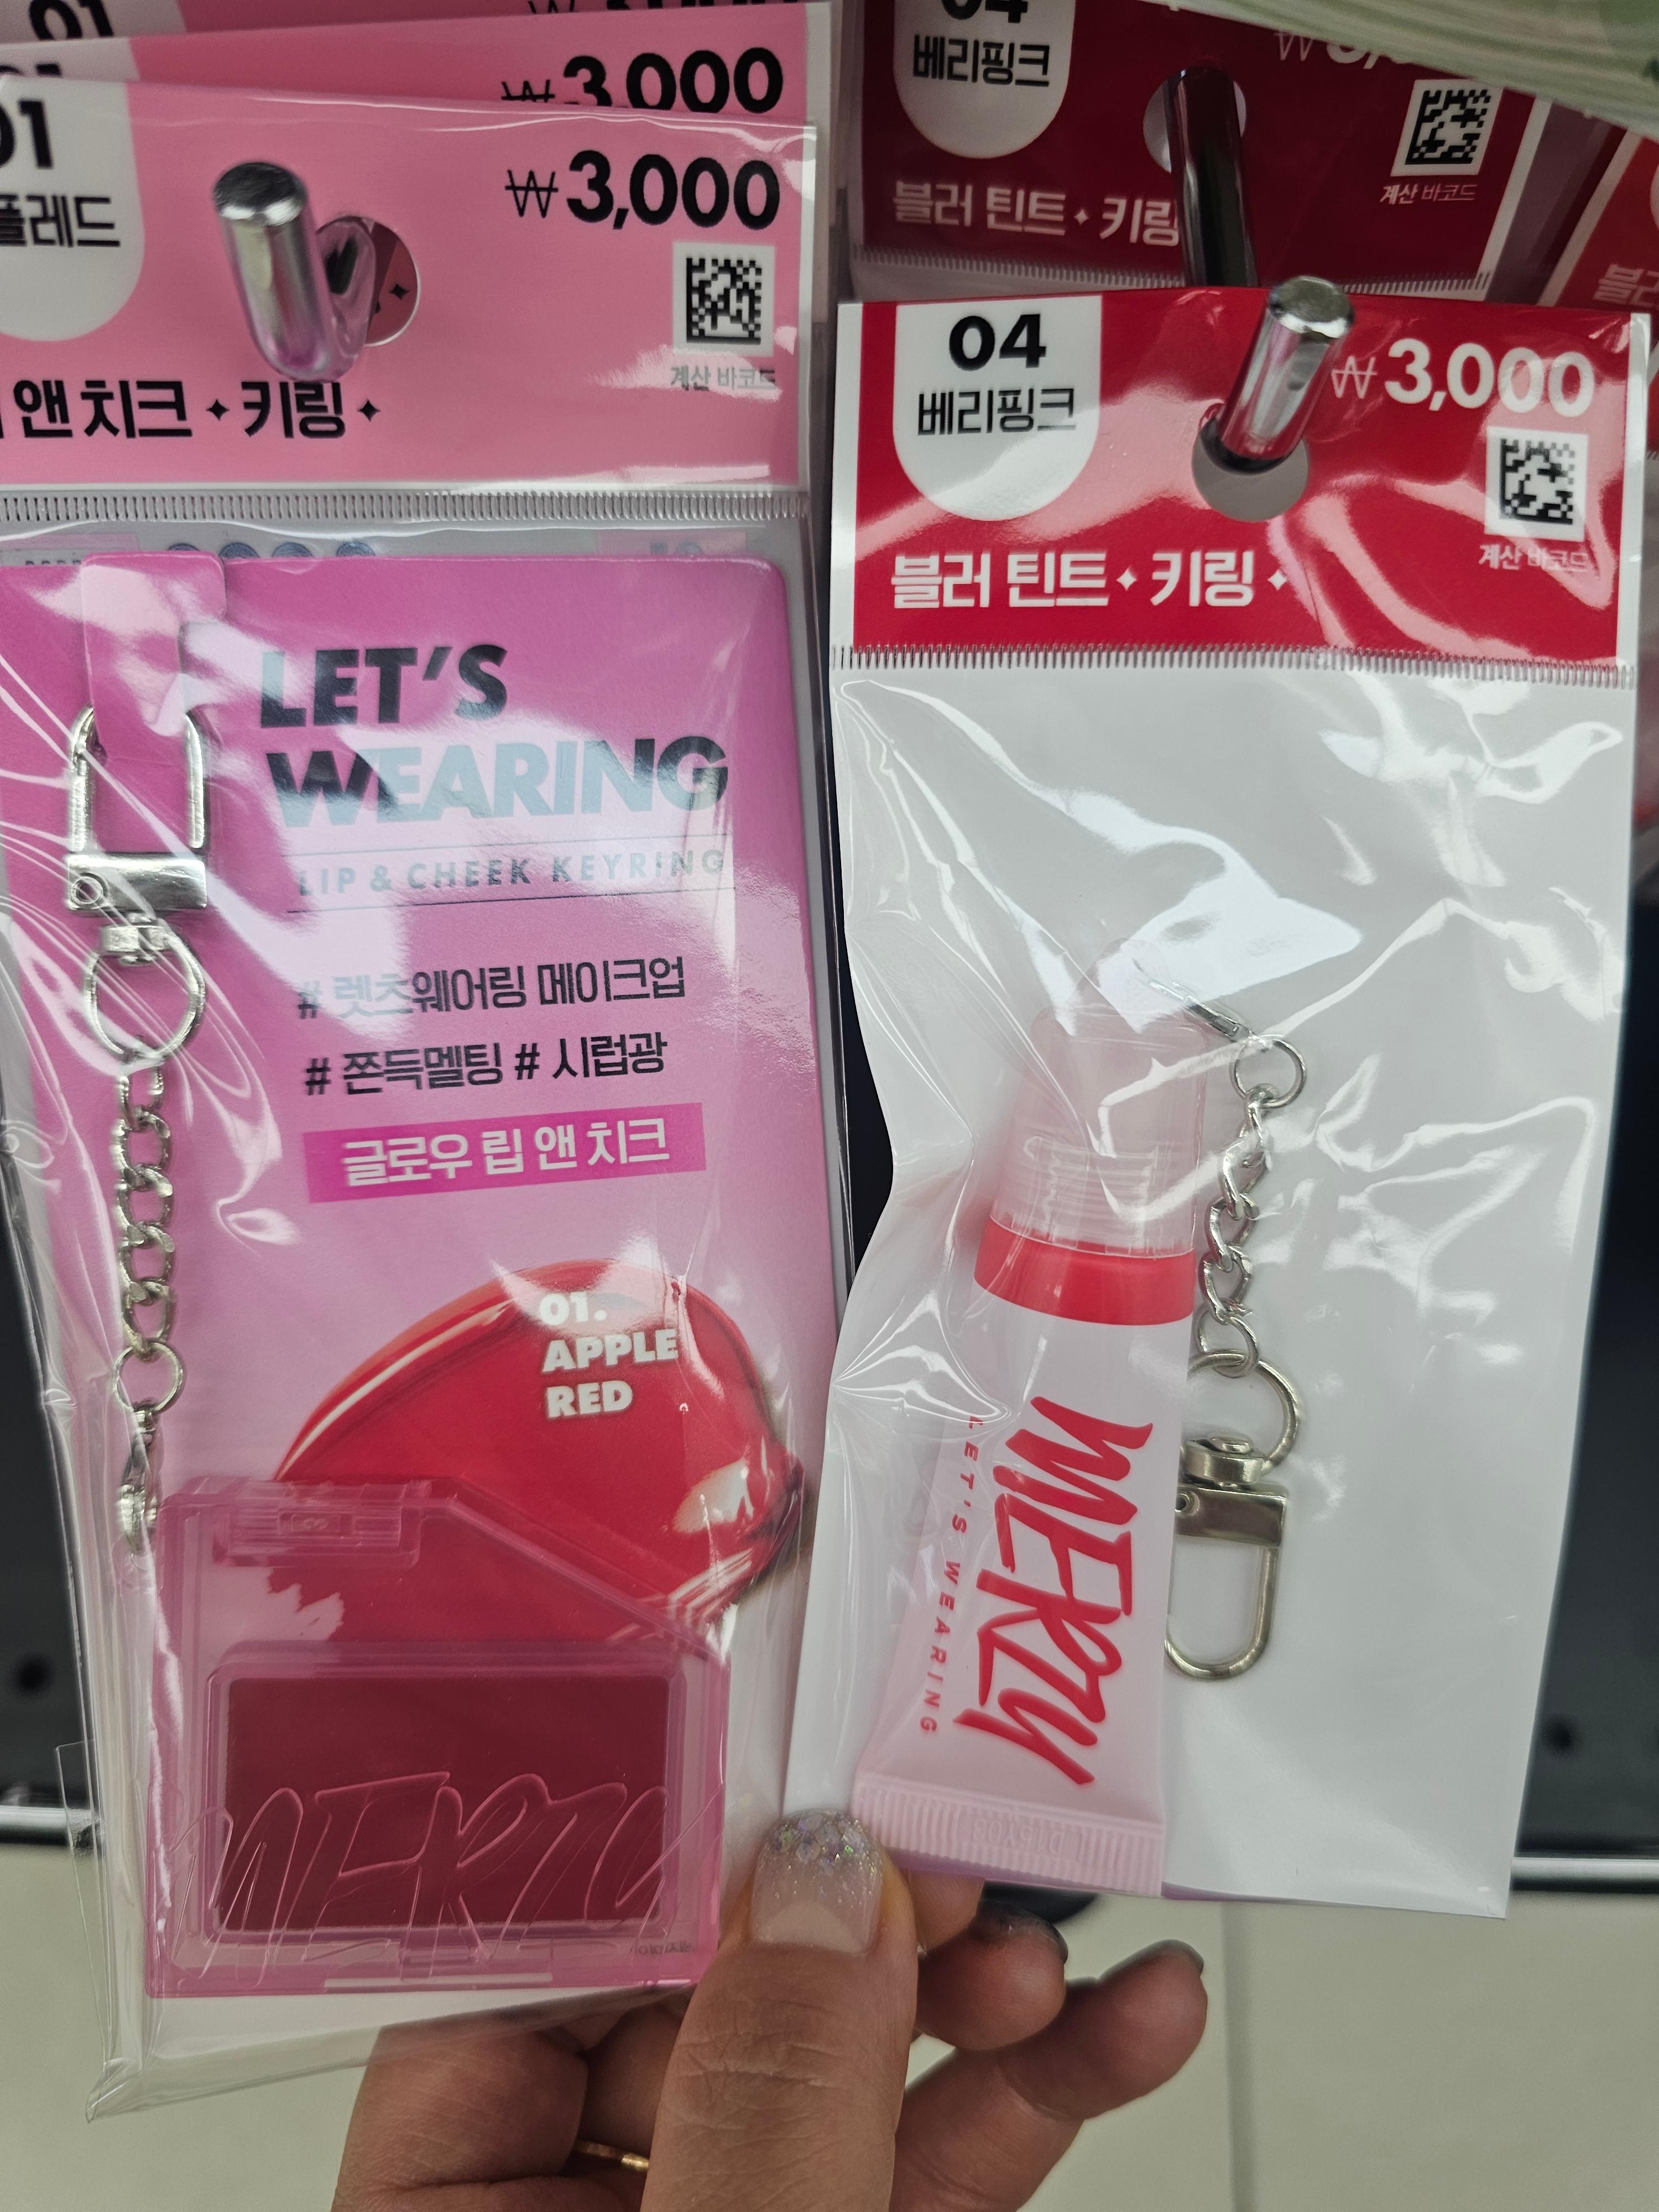 01
₩3,000
₩3,000
계산 바코드
앤 치크 ✦ 키링 ✦
LET'S
WEARING
LIP & CHEEK KEYRING
# 렛츠웨어링 메이크업
# 쫀득멜팅 # 시럽광
글로우 립 앤 치크
01.
APPLE
RED
MERZY
04
베리핑크
계산 바코드
블러 틴트 ✦ 키링
04
베리핑크
₩3,000
계산 바코드
블러 틴트 ✦ 키링 ✦
MERZY
LET'S WEARING